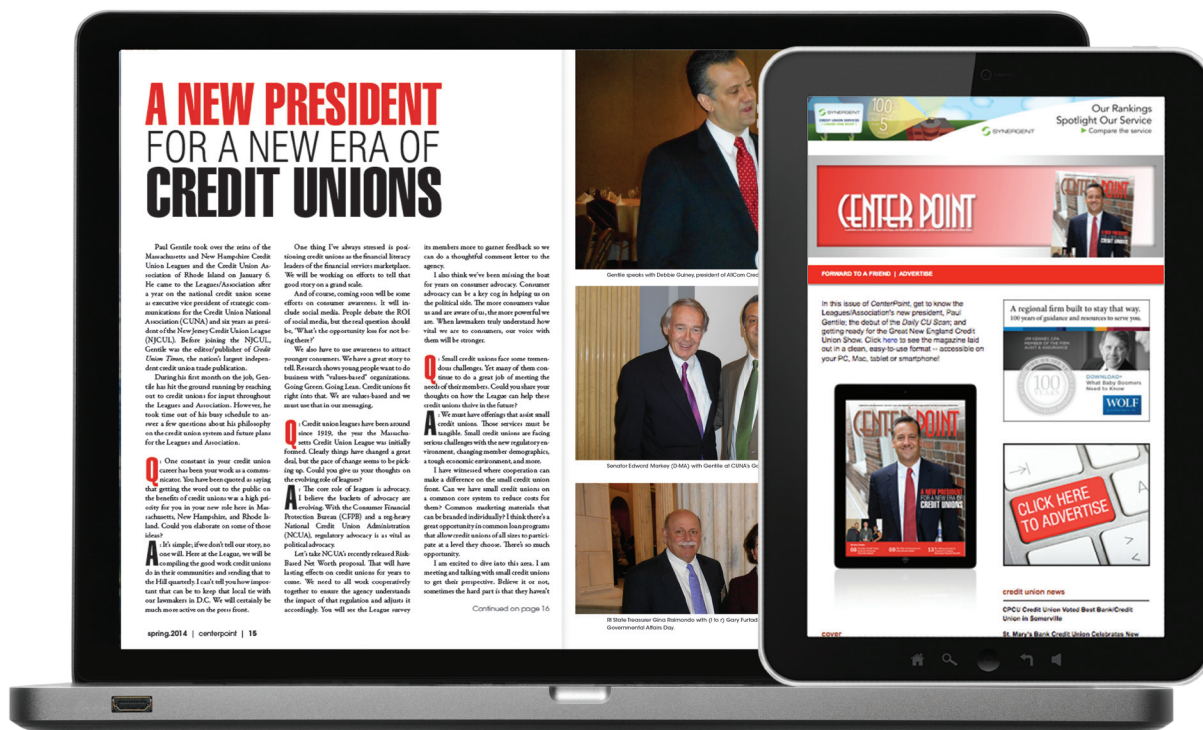 A NEW PRESIDENT
FOR A NEW ERA OF
CREDIT UNIONS
Paul Gentile took over the reins of the
Massachusetts and New Hampshire Credit
Union Leagues and the Credit Union As-
sociation of Rhode Island on January 6.
He came to the Leagues/Association after
a year on the national credit union scene
as executive vice president of strategic com-
munications for the Credit Union National
Association (CUNA) and six years as presi-
dent of the New Jersey Credit Union League
(NJCUL). Before joining the NJCUL,
Gentile was the editor/publisher of Credit
Union Times, the nation's largest indepen-
dent credit union trade publication.
During his first month on the job, Gen-
tile has hit the ground running by reaching
out to credit unions for input throughout
the Leagues and Association. However, he
took time out of his busy schedule to an-
swer a few questions about his philosophy
on the credit union system and future plans
for the Leagues and Association.
Q: One constant in your credit union
career has been your work as a commu-
nicator. You have been quoted as saying
that getting the word out to the public on
the benefits of credit unions was a high pri-
ority for you in your new role here in Mas-
sachusetts, New Hampshire, and Rhode Is-
land. Could you elaborate on some of those
ideas?
A: It's simple; if we don't tell our story, no
one will. Here at the League, we will be
compiling the good work credit unions
do in their communities and sending that to
the Hill quarterly. I can't tell you how impor-
tant that can be to keep that local tie with
our lawmakers in D.C. We will certainly be
much more active on the press front.
One thing I've always stressed is posi-
tioning credit unions as the financial literacy
leaders of the financial services marketplace.
We will be working on efforts to tell that
good story on a grand scale.
And of course, coming soon will be some
efforts on consumer awareness. It will in-
clude social media. People debate the ROI
of social media, but the real question should
be, 'What's the opportunity loss for not be-
ing there?'
We also have to use awareness to attract
younger consumers. We have a great story to
tell. Research shows young people want to do
business with "values-based" organizations.
Going Green. Going Lean. Credit unions fit
right into that. We are values-based and we
must use that in our messaging.
Q: Credit union leagues have been around
since 1919, the year the Massachu-
setts Credit Union League was initially
formed. Clearly things have changed a great
deal, but the pace of change seems to be pick-
ing up. Could you give us your thoughts on
the evolving role of leagues?
A: The core role of leagues is advocacy.
I believe the buckets of advocacy are
evolving. With the Consumer Financial
Protection Bureau (CFPB) and a reg-heavy
National Credit Union Administration
(NCUA), regulatory advocacy is as vital as
political advocacy.
Let's take NCUA's recently released Risk-
Based Net Worth proposal. That will have
lasting effects on credit unions for years to
come. We need to all work cooperatively
together to ensure the agency understands
the impact of that regulation and adjusts it
accordingly. You will see the League survey
its members more to garner feedback so we
can do a thoughtful comment letter to the
agency.
I also think we've been missing the boat
for years on consumer advocacy. Consumer
advocacy can be a key cog in helping us on
the political side. The more consumers value
us and are aware of us, the more powerful we
are. When lawmakers truly understand how
vital we are to consumers, our voice with
them will be stronger.
Q: Small credit unions face some tremen-
dous challenges. Yet many of them con-
tinue to do a great job of meeting the
needs of their members. Could you share your
thoughts on how the League can help these
credit unions thrive in the future?
A: We must have offerings that assist small
credit unions. Those services must be
tangible. Small credit unions are facing
serious challenges with the new regulatory en-
vironment, changing member demographics,
a tough economic environment, and more.
I have witnessed where cooperation can
make a difference on the small credit union
front. Can we have small credit unions on
a common core system to reduce costs for
them? Common marketing materials that
can be branded individually? I think there's a
great opportunity in common loan programs
that allow credit unions of all sizes to partici-
pate at a level they choose. There's so much
opportunity.
I am excited to dive into this area. I am
meeting and talking with small credit unions
to get their perspective. Believe it or not,
sometimes the hard part is that they haven't
Continued on page 16
spring.2014 | centerpoint | 15
Gentile speaks with Debbie Guiney, president of AllCom Cred
Senator Edward Markey (D-MA) with Gentile at CUNA's Go
RI State Treasurer Gina Raimondo with (l to r) Gary Furtad
Governmental Affairs Day.
SYNERGENT
CREDIT UNION SERVICE
100
5
SYNERGENT
Our Rankings
Spotlight Our Service
Compare the service
CENTER POINT
CENTER POINT
CREDIT UNIONS
FORWARD TO A FRIEND | ADVERTISE
In this issue of CenterPoint, get to know the
Leagues/Association's new president, Paul
Gentile; the debut of the Daily CU Scan; and
getting ready for the Great New England Credit
Union Show. Click here to see the magazine laid
out in a clean, easy-to-use format -- accessible on
your PC, Mac, tablet or smartphone!
CENTER POINT
A NEW PRESIDENT
FOR A NEW ERA OF
CREDIT UNIONS
cover
A regional firm built to stay that way.
100 years of guidance and resources to serve you.
100
YEARS
DOWNLOAD
What Baby Boomers
Need to Know
WOLF
CLICK HERE
TO ADVERTISE
credit union news
CPCU Credit Union Voted Best Bank/Credit
Union in Somerville
St. Mary's Bank Credit Union Celebrates New